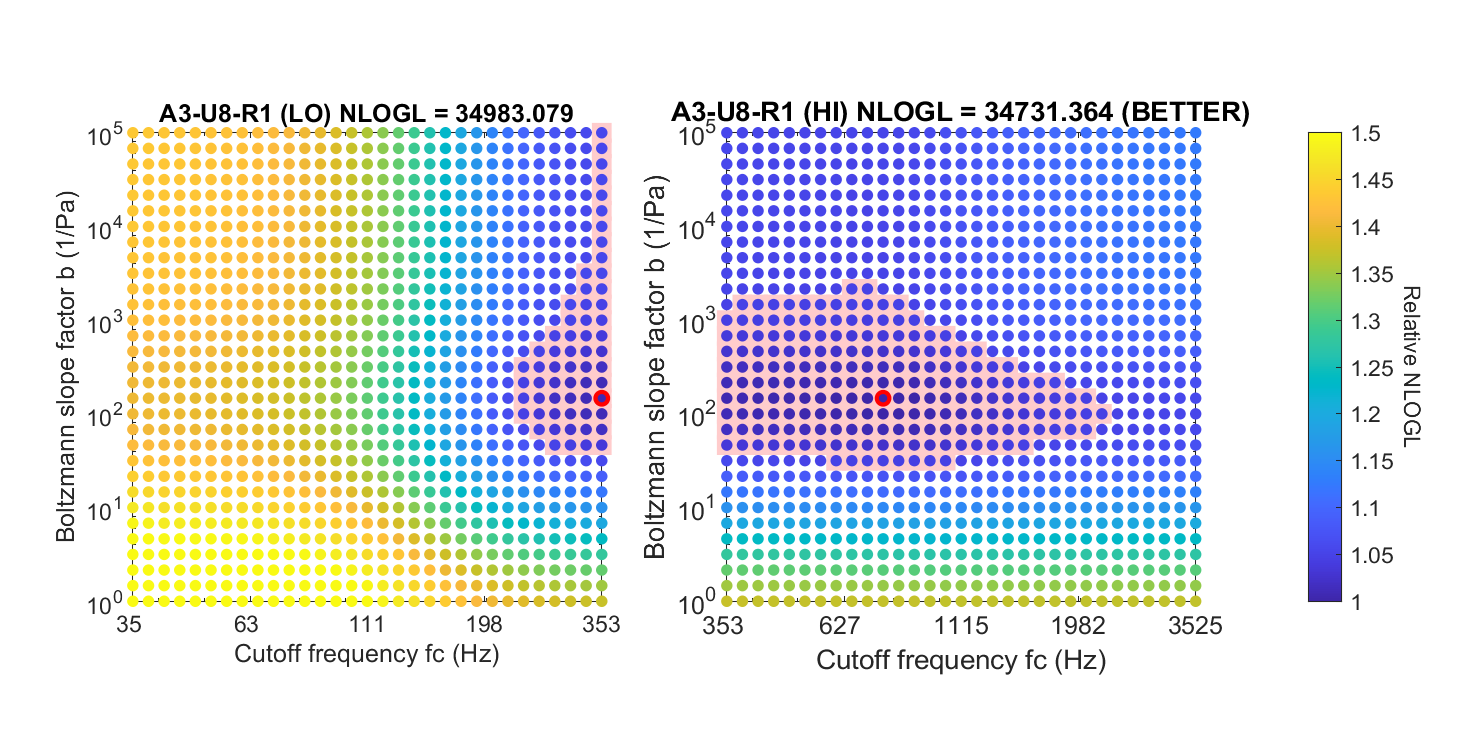 A3-U8-R1 (LO) NLOGL = 34983.079
10^5
10^4
10^3
10^2
10^1
10^0
Boltzmann slope factor b (1/Pa)
35 63 111 198 353
Cutoff frequency fc (Hz)
A3-U8-R1 (HI) NLOGL = 34731.364 (BETTER)
10^5
10^4
10^3
10^2
10^1
10^0
Boltzmann slope factor b (1/Pa)
353 627 1115 1982 3525
Cutoff frequency fc (Hz)
1.5
1.45
1.4
1.35
1.3
1.25
1.2
1.15
1.1
1.05
1
Relative NLOGL